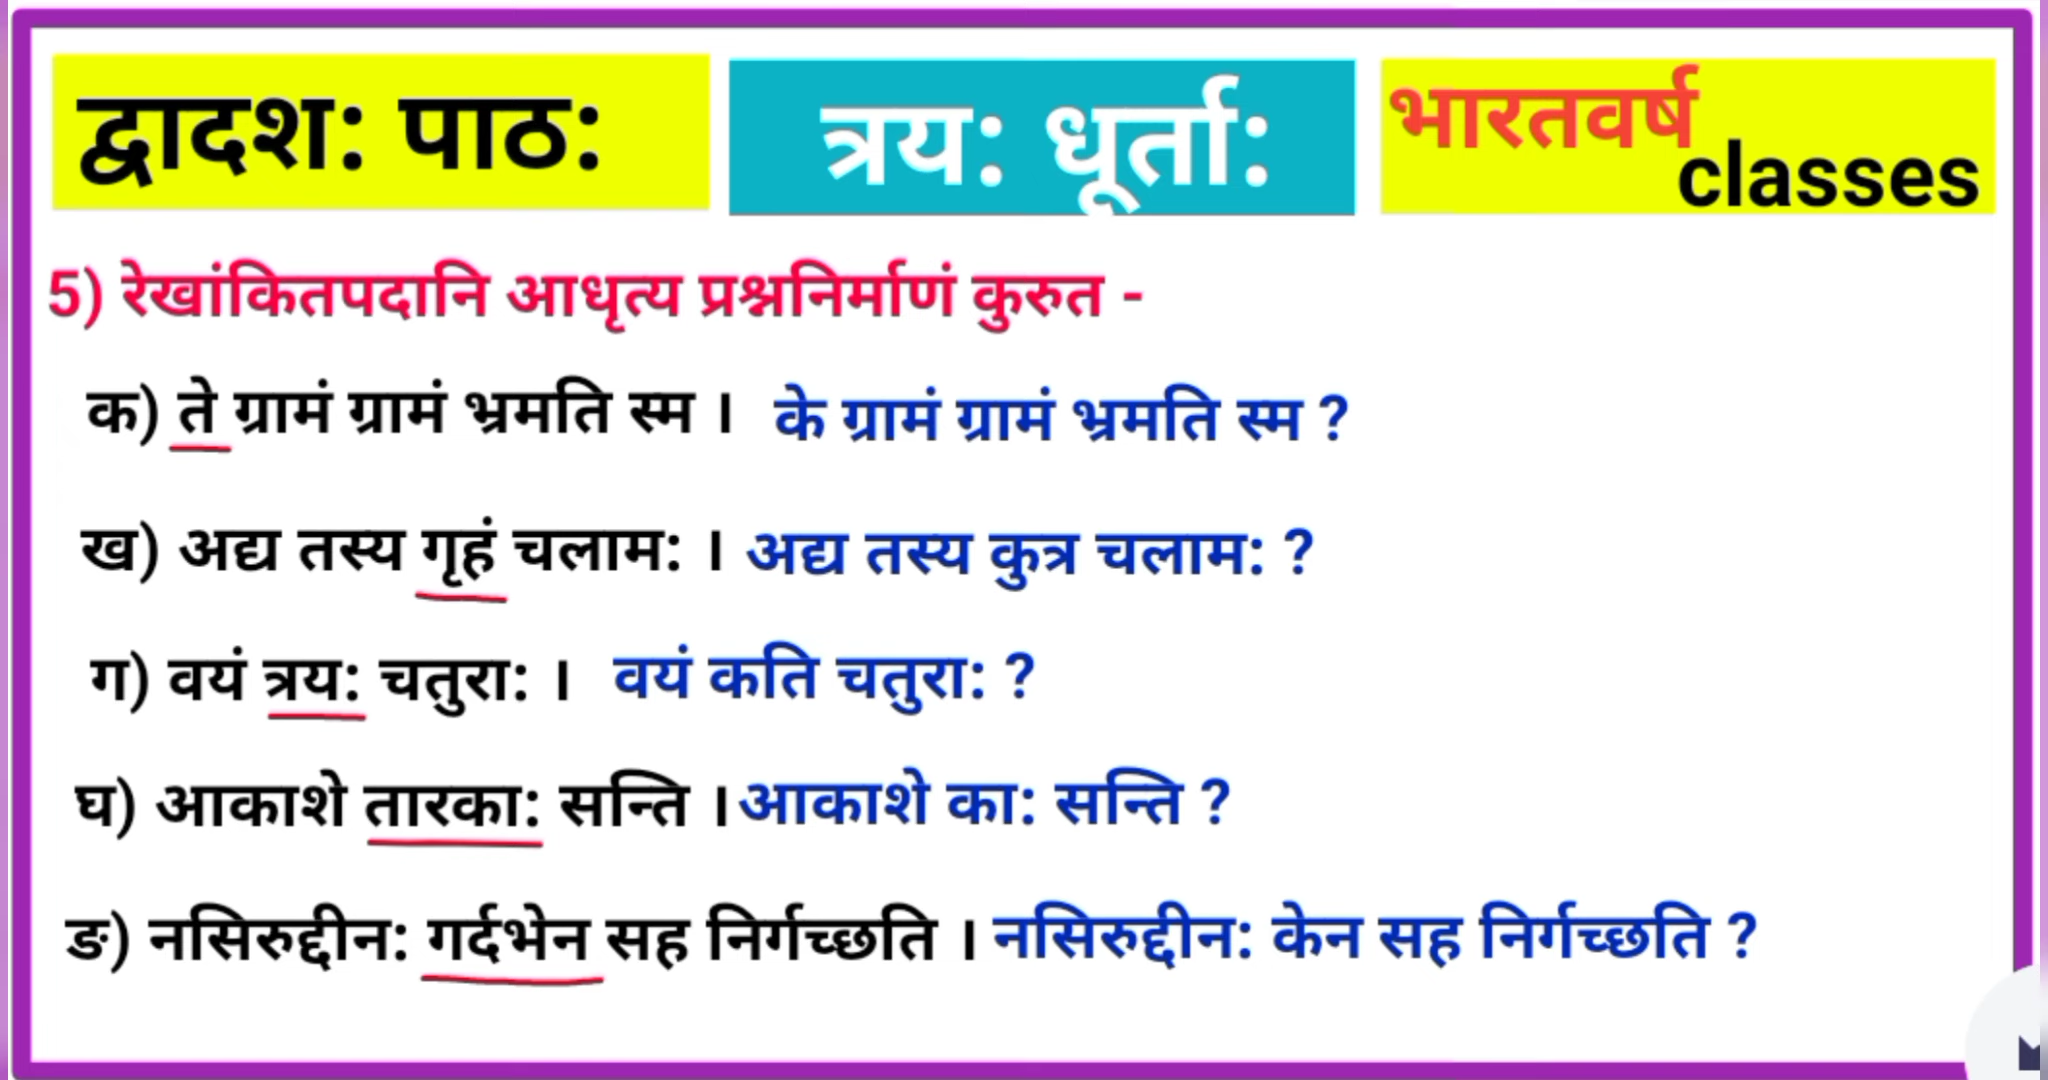 द्वादश: पाठ:
त्रय: धूर्ता:
भारतवर्ष
classes
5) रेखांकितपदानि आधृत्य प्रश्ननिर्माणं कुरुत -
क) ते ग्रामं ग्रामं भ्रमति स्म । के ग्रामं ग्रामं भ्रमति स्म ?
ख) अद्य तस्य गृहं चलाम: । अद्य तस्य कुत्र चलाम: ?
ग) वयं त्रय: चतुरा: । वयं कति चतुरा: ?
घ) आकाशे तारका: सन्ति । आकाशे का: सन्ति ?
ङ) नसिरुद्दीन: गर्दभेन सह निर्गच्छति । नसिरुद्दीन: केन सह निर्गच्छति ?